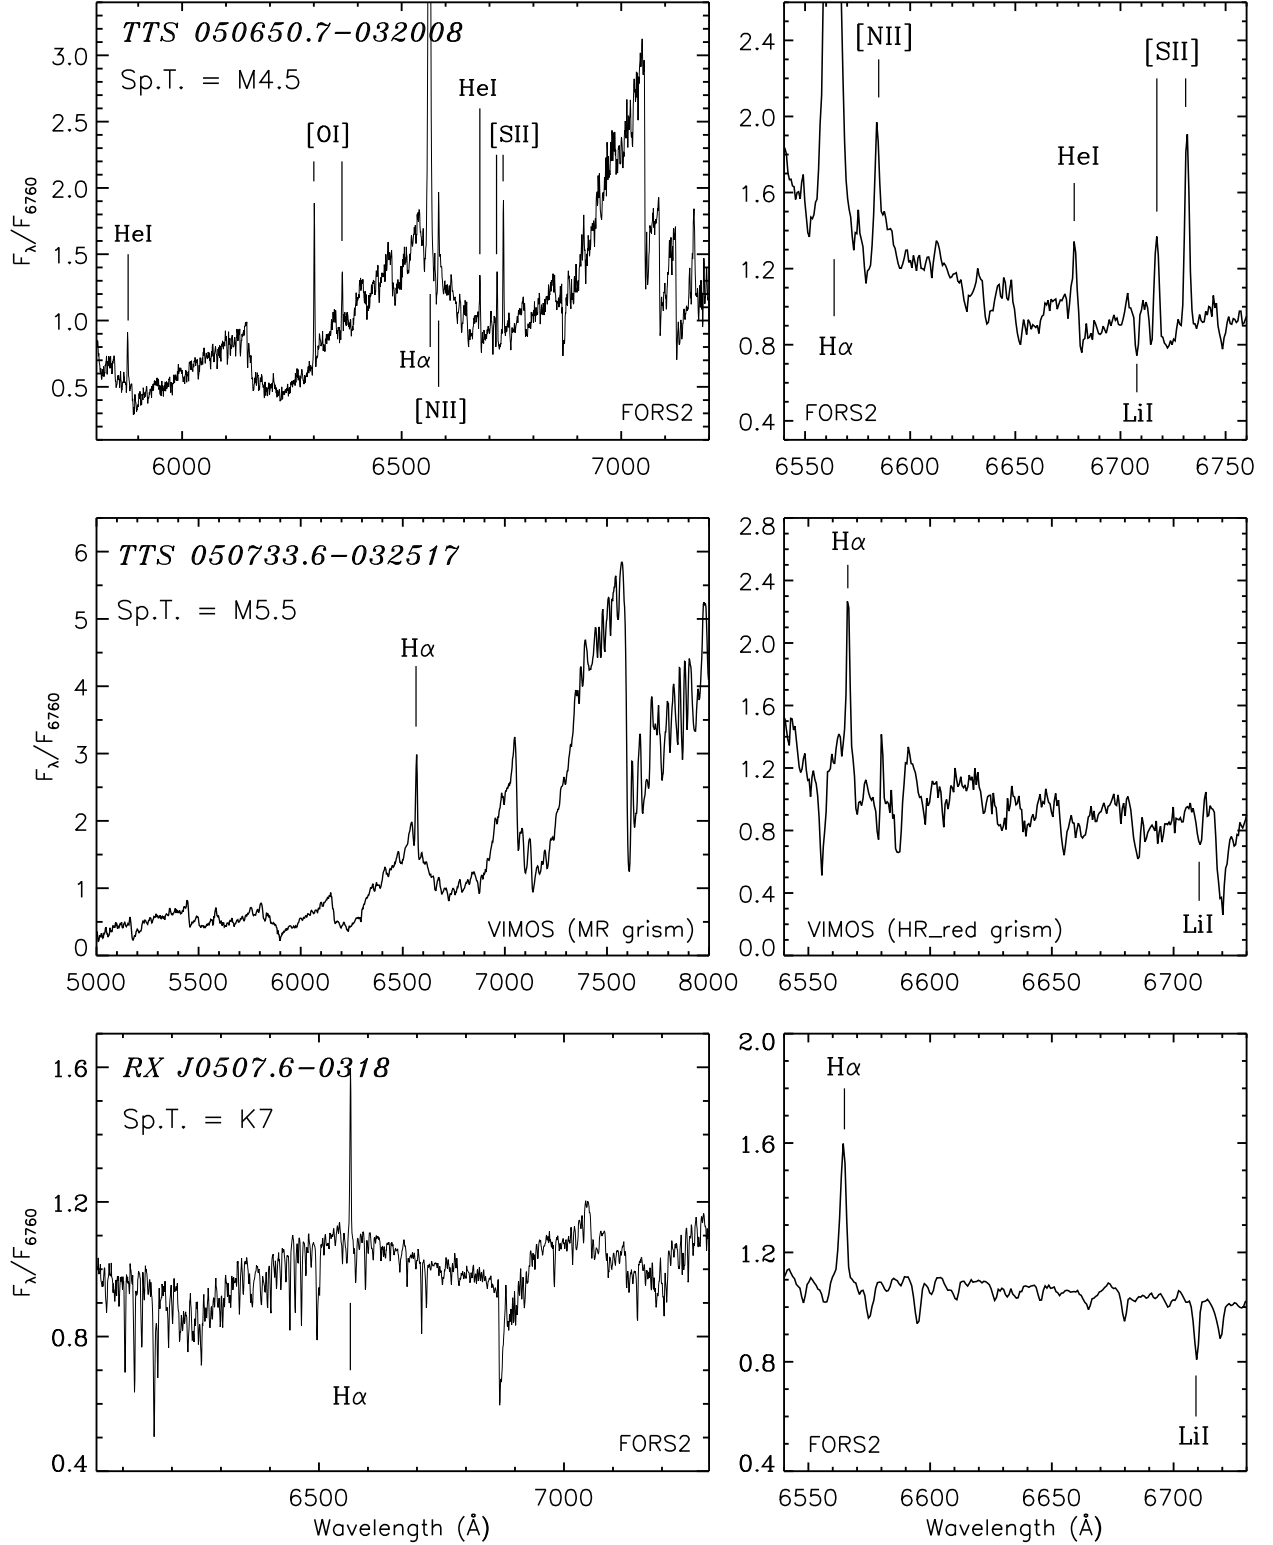 TTS 050650.7−032008
Sp.T. = M4.5
HeI
[OI]
HeI
[SII]
Hα
[NII]
FORS2
3.0
2.5
2.0
1.5
1.0
0.5
6000 6500 7000
Fλ/F6760
[NII]
[SII]
HeI
Hα
LiI
FORS2
2.4
2.0
1.6
1.2
0.8
0.4
6550 6600 6650 6700 6750
TTS 050733.6−032517
Sp.T. = M5.5
Hα
VIMOS (MR grism)
6
5
4
3
2
1
0
5000 5500 6000 6500 7000 7500 8000
Fλ/F6760
Hα
LiI
VIMOS (HR_red grism)
2.8
2.4
2.0
1.6
1.2
0.8
0.4
0.0
6550 6600 6650 6700
RX J0507.6−0318
Sp.T. = K7
Hα
FORS2
1.6
1.2
0.8
0.4
6500 7000
Wavelength (Å)
Fλ/F6760
Hα
LiI
FORS2
2.0
1.6
1.2
0.8
0.4
6550 6600 6650 6700
Wavelength (Å)